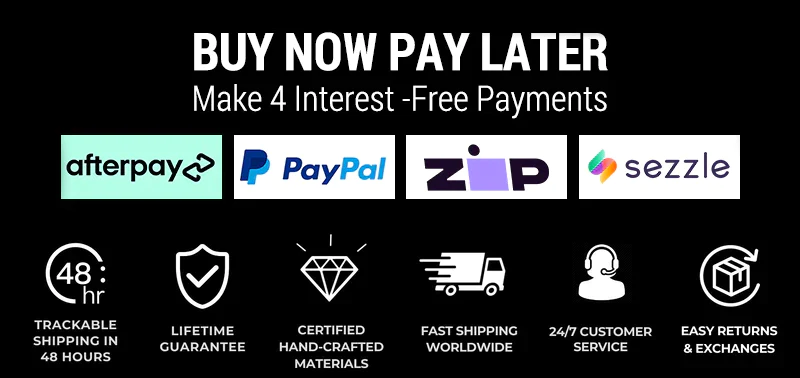 BUY NOW PAY LATER
Make 4 Interest -Free Payments
afterpay
PayPal
ZIP
sezzle
48:
hr
TRACKABLE
SHIPPING IN
48 HOURS
LIFETIME
GUARANTEE
CERTIFIED
HAND-CRAFTED
MATERIALS
FAST SHIPPING
WORLDWIDE
24/7 CUSTOMER
SERVICE
EASY RETURNS
& EXCHANGES